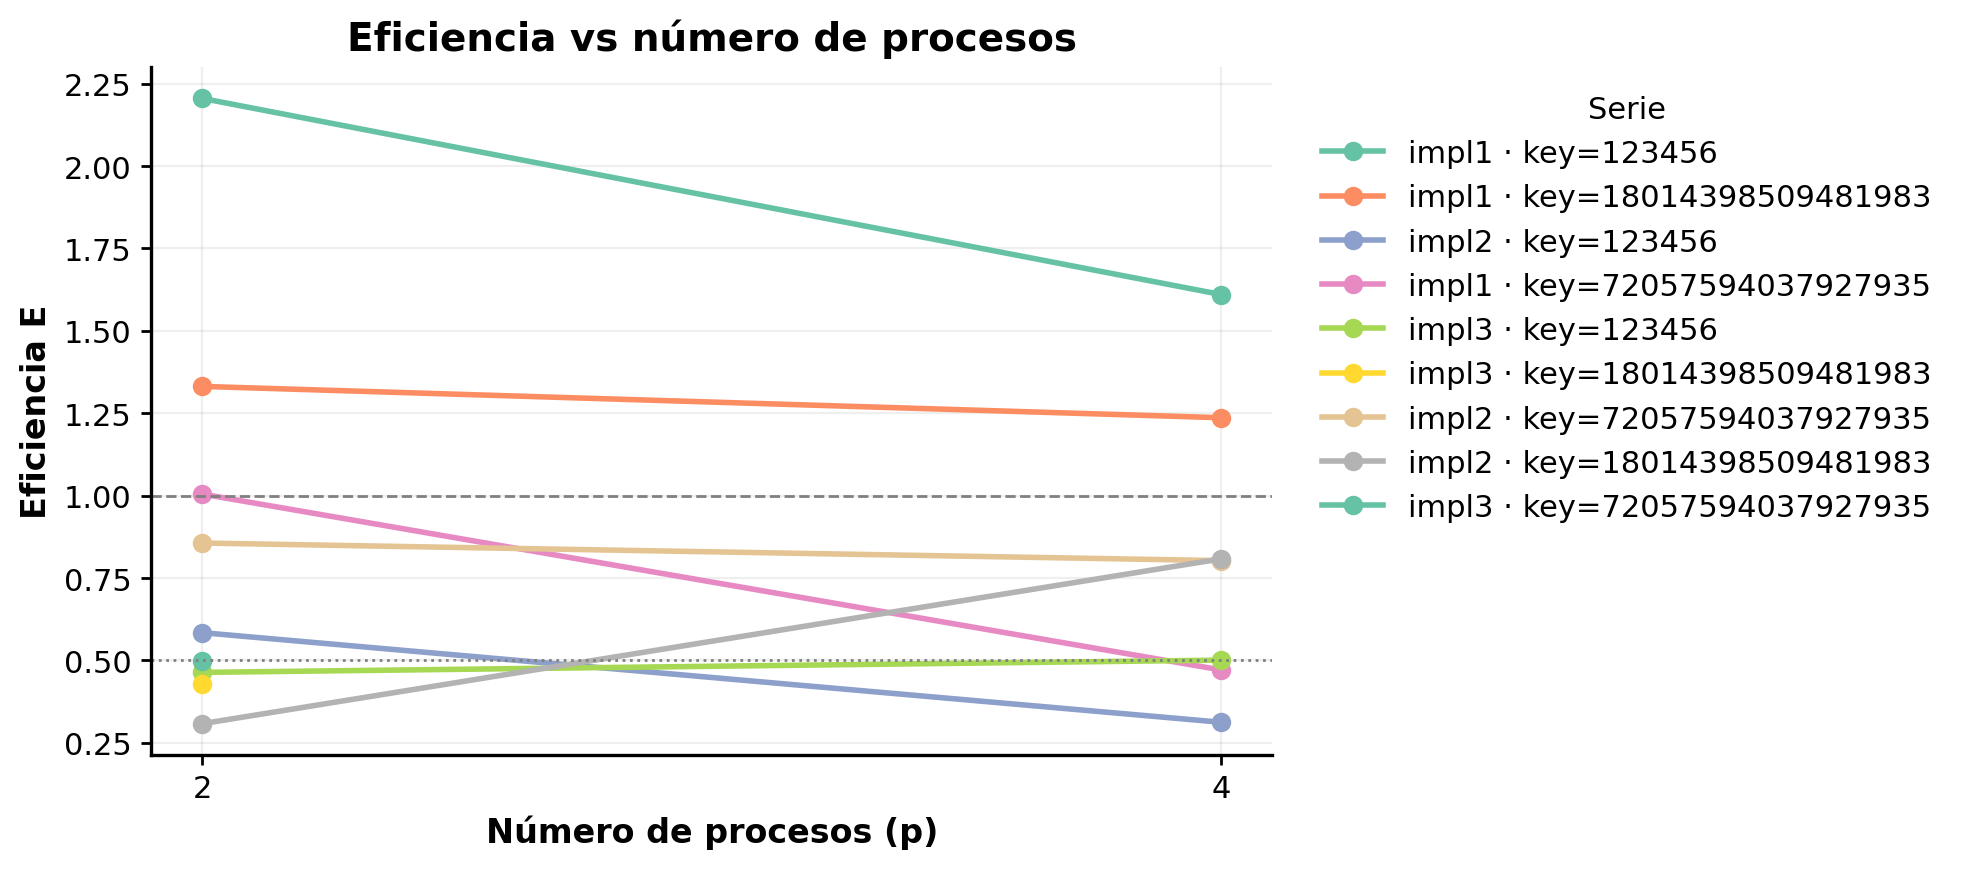 Eficiencia vs número de procesos
Eficiencia E
2.25
2.00
1.75
1.50
1.25
1.00
0.75
0.50
0.25
2
4
Número de procesos (p)
Serie
impl1 · key=123456
impl1 · key=18014398509481983
impl2 · key=123456
impl1 · key=72057594037927935
impl3 · key=123456
impl3 · key=18014398509481983
impl2 · key=72057594037927935
impl2 · key=18014398509481983
impl3 · key=72057594037927935